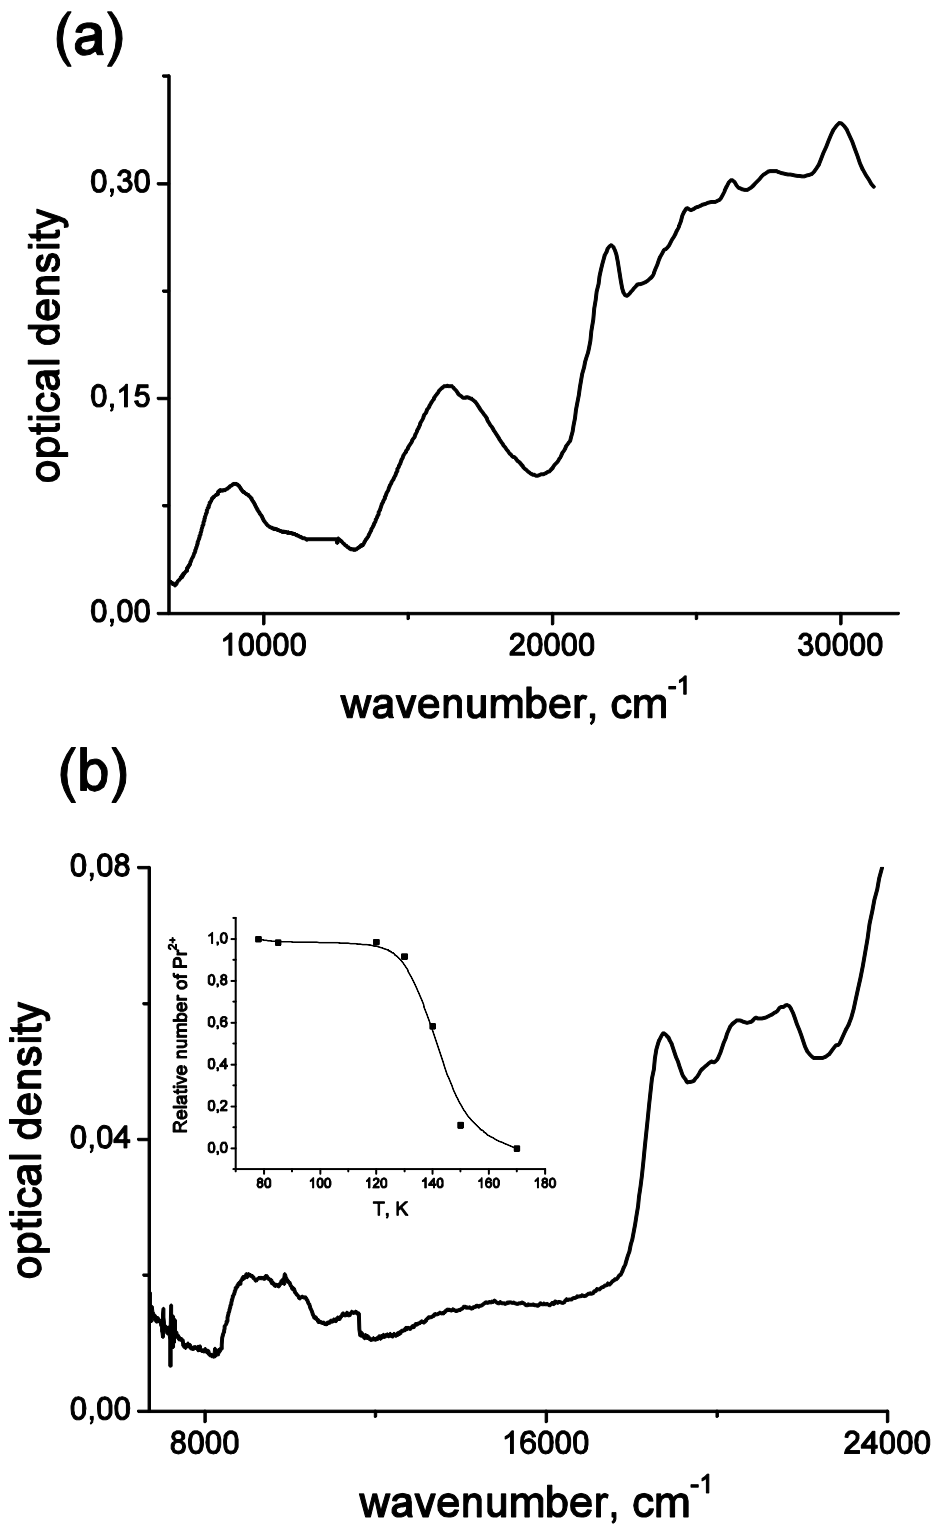 (a)
0,30
0,15
0,00
optical density
10000 20000 30000
wavenumber, cm-1
(b)
0,08
0,04
0,00
optical density
1,0
0,8
0,6
0,4
0,2
0,0
Relative number of Pr2+
80 100 120 140 160 180
T, K
8000 16000 24000
wavenumber, cm-1